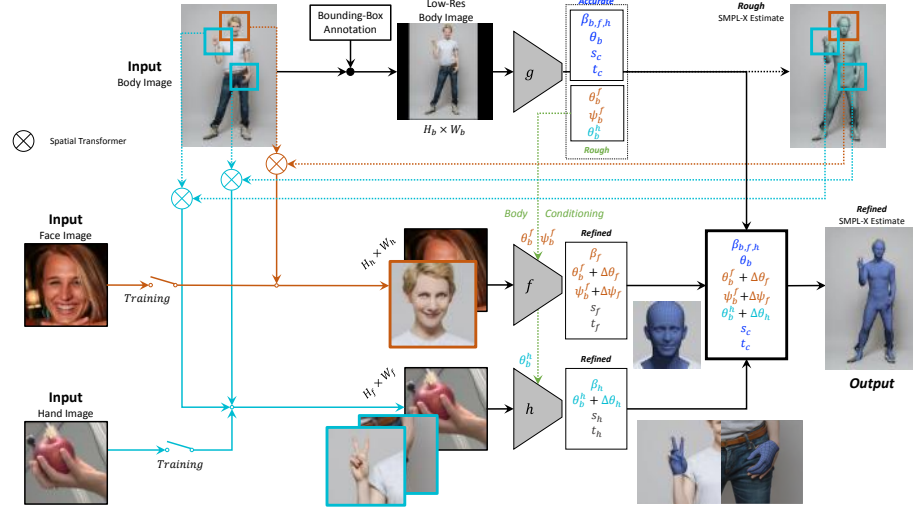 Input
Body Image
Bounding-Box
Annotation
Low-Res
Body Image
H_b × W_b
g
Accurate
β_{b,f,h}
θ_b
s_c
t_c
θ_b^f
ψ_b^f
θ_b^h
Rough
Rough
SMPL-X Estimate
Spatial Transformer
Input
Face Image
Training
H_h × W_h
Body Conditioning
θ_b^f ψ_b^f
f
Refined
β_f
θ_b^f + Δθ_f
ψ_b^f +Δψ_f
s_f
t_f
β_{b,f,h}
θ_b
θ_b^f + Δθ_f
ψ_b^f +Δψ_f
θ_b^h + Δθ_h
s_c
t_c
Refined
SMPL-X Estimate
Output
Input
Hand Image
Training
H_f × W_f
θ_b^h
h
Refined
β_h
θ_b^h + Δθ_h
s_h
t_h